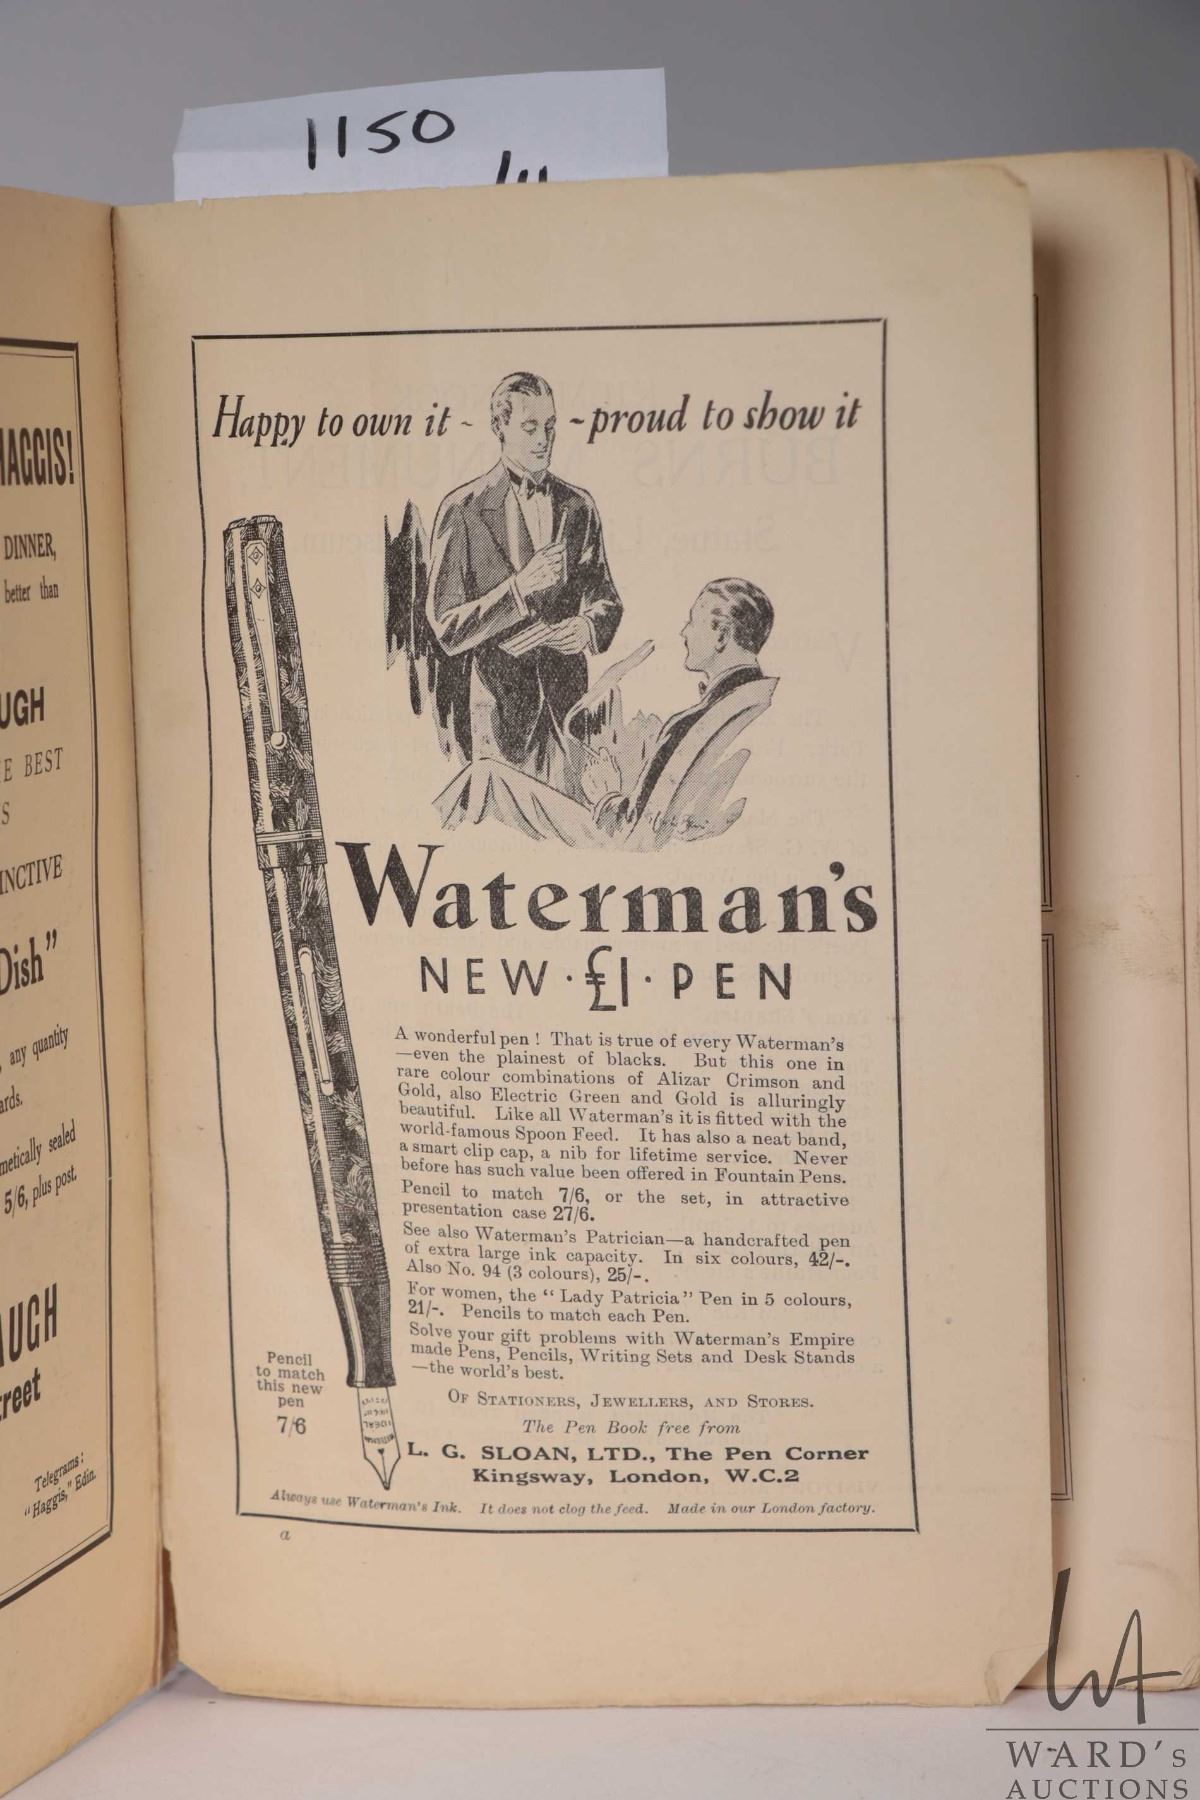 1150
HAGGIS!
DINNER,
better than
UGH
E BEST
S
INCTIVE
Dish"
, any quantity
ards.
metically sealed
5/6, plus post.
AUGH
reet
Telegrams:
"Haggis," Edin.
Happy to own it ~ ~ proud to show it
Waterman's
NEW · £1 · PEN
A wonderful pen! That is true of every Waterman's
—even the plainest of blacks. But this one in
rare colour combinations of Alizar Crimson and
Gold, also Electric Green and Gold is alluringly
beautiful. Like all Waterman's it is fitted with the
world-famous Spoon Feed. It has also a neat band,
a smart clip cap, a nib for lifetime service. Never
before has such value been offered in Fountain Pens.
Pencil to match 7/6, or the set, in attractive
presentation case 27/6.
See also Waterman's Patrician—a handcrafted pen
of extra large ink capacity. In six colours, 42/-.
Also No. 94 (3 colours), 25/-.
For women, the "Lady Patricia" Pen in 5 colours,
21/-. Pencils to match each Pen.
Solve your gift problems with Waterman's Empire
made Pens, Pencils, Writing Sets and Desk Stands
—the world's best.
Of Stationers, Jewellers, and Stores.
The Pen Book free from
L. G. SLOAN, LTD., The Pen Corner
Kingsway, London, W.C.2
Pencil
to match
this new
pen
7/6
Always use Waterman's Ink. It does not clog the feed. Made in our London factory.
a
WA
WARD's
AUCTIONS